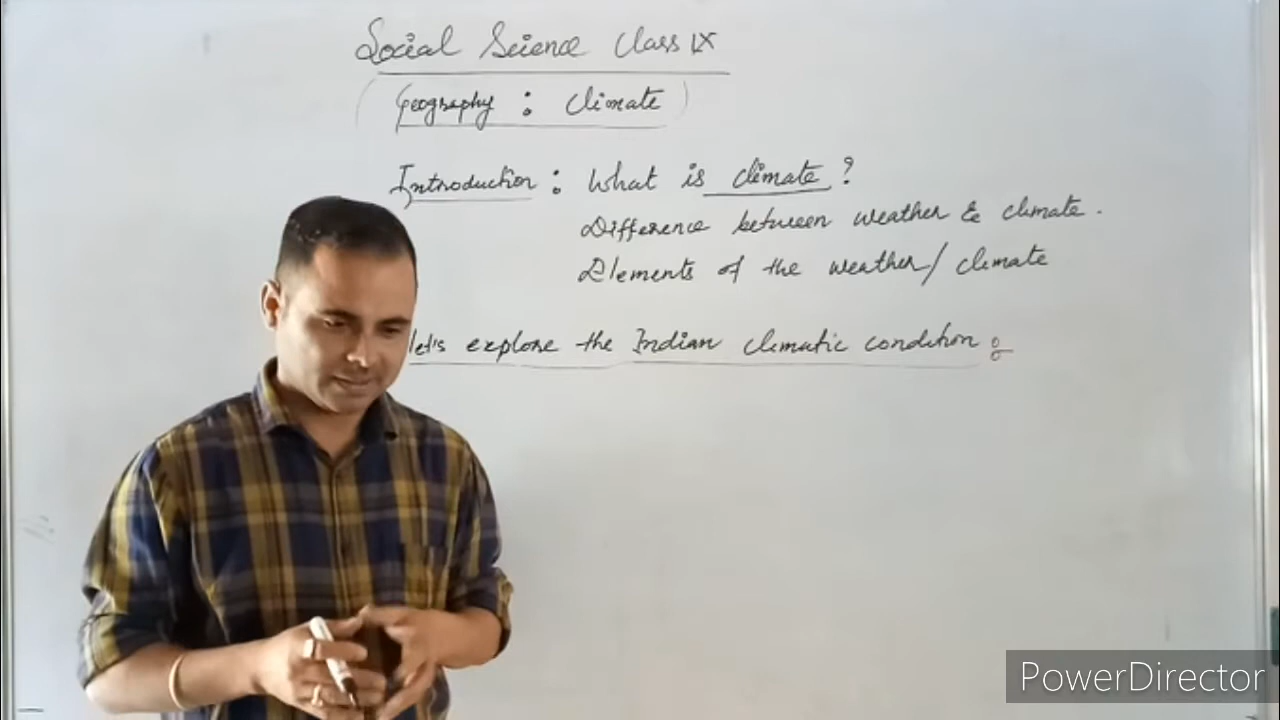 Social Science Class IX
(Geography : Climate)
Introduction : What is climate ?
Difference between weather & climate.
Elements of the weather/climate
let's explore the Indian climatic condition :
PowerDirector